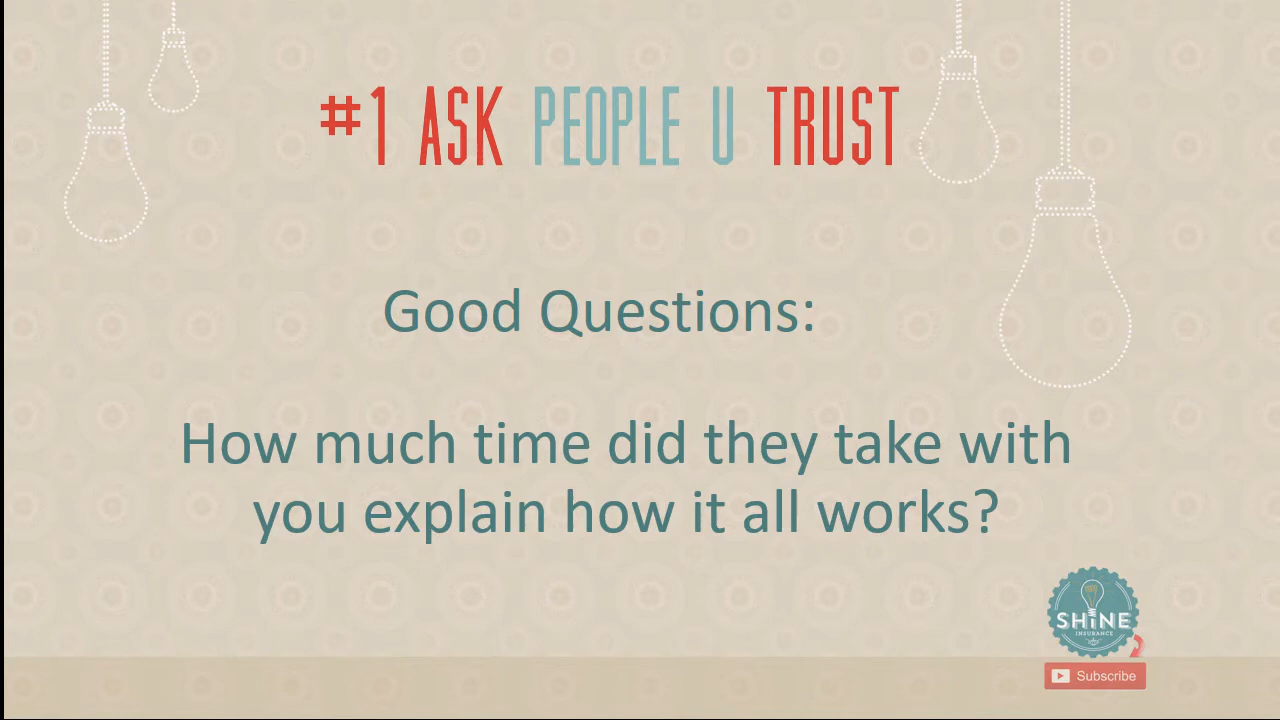 #1 ASK PEOPLE U TRUST
Good Questions:
How much time did they take with
you explain how it all works?
SHiNE
INSURANCE
Subscribe